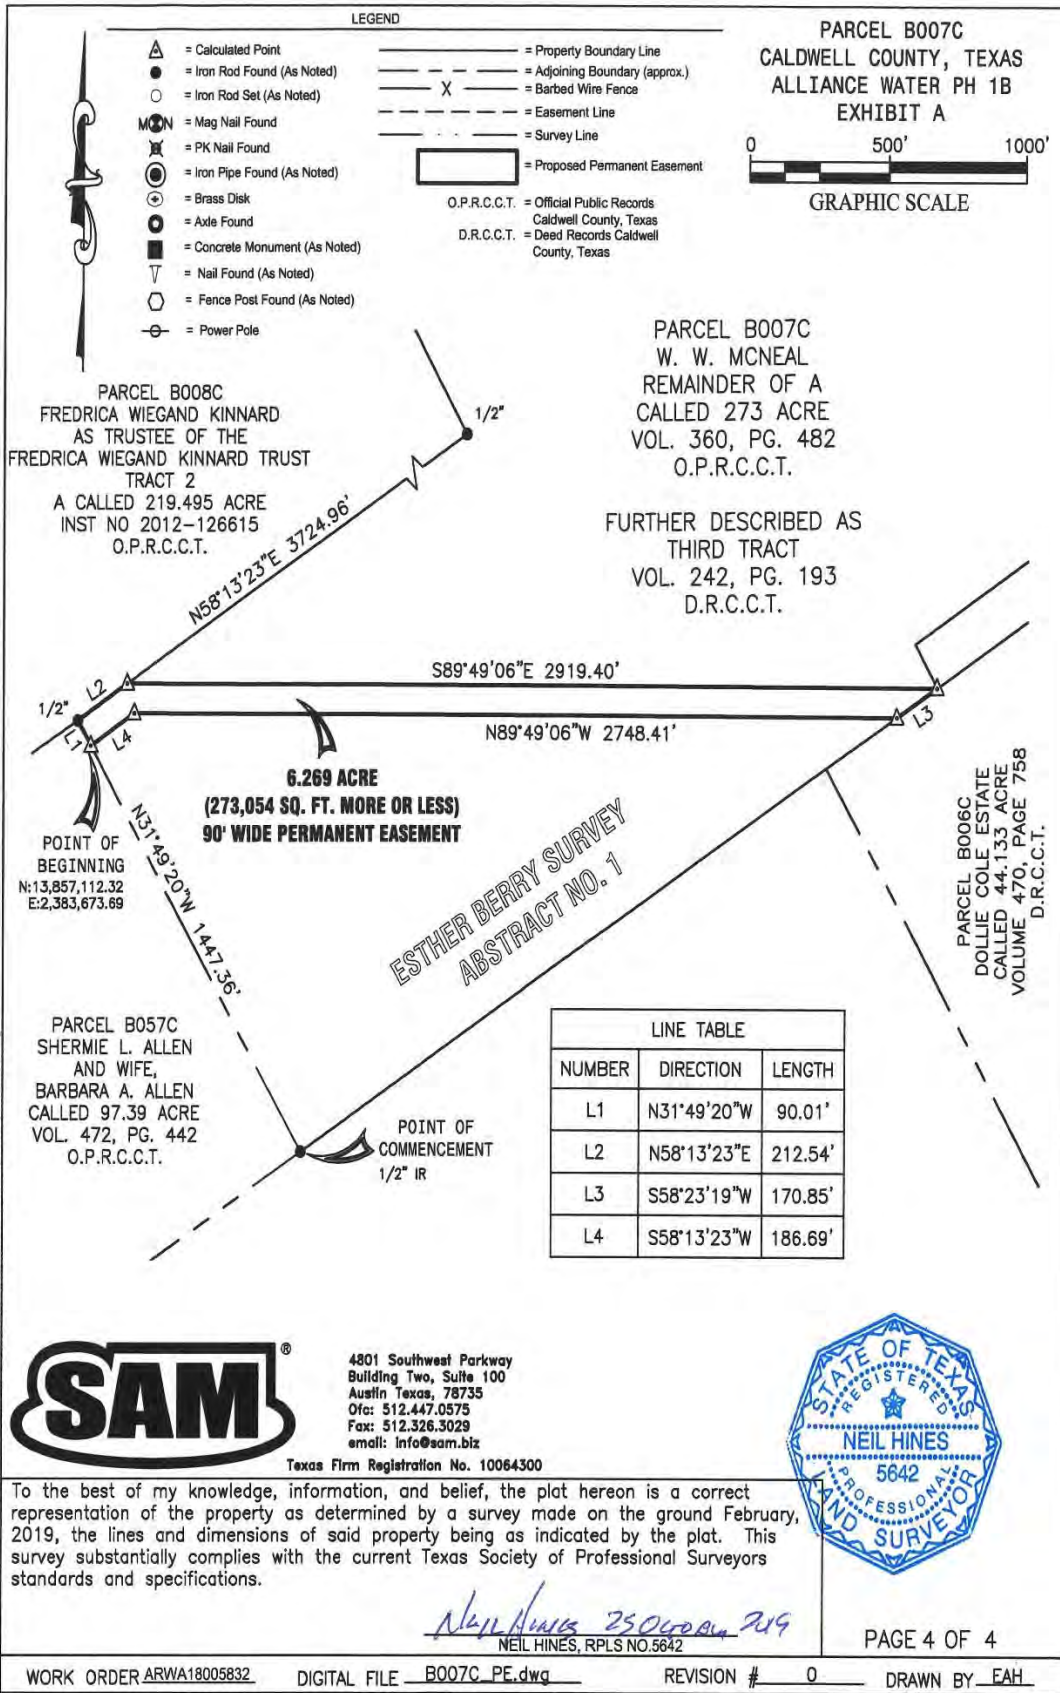 LEGEND
= Calculated Point
= Iron Rod Found (As Noted)
= Iron Rod Set (As Noted)
M N = Mag Nail Found
= PK Nail Found
= Iron Pipe Found (As Noted)
= Brass Disk
= Axle Found
= Concrete Monument (As Noted)
= Nail Found (As Noted)
= Fence Post Found (As Noted)
= Power Pole
= Property Boundary Line
= Adjoining Boundary (approx.)
X = Barbed Wire Fence
= Easement Line
= Survey Line
= Proposed Permanent Easement
O.P.R.C.C.T. = Official Public Records
Caldwell County, Texas
D.R.C.C.T. = Deed Records Caldwell
County, Texas
PARCEL B007C
CALDWELL COUNTY, TEXAS
ALLIANCE WATER PH 1B
EXHIBIT A
0 500' 1000'
GRAPHIC SCALE
PARCEL B008C
FREDRICA WIEGAND KINNARD
AS TRUSTEE OF THE
FREDRICA WIEGAND KINNARD TRUST
TRACT 2
A CALLED 219.495 ACRE
INST NO 2012-126615
O.P.R.C.C.T.
1/2"
N58°13'23"E 3724.96'
PARCEL B007C
W. W. MCNEAL
REMAINDER OF A
CALLED 273 ACRE
VOL. 360, PG. 482
O.P.R.C.C.T.
FURTHER DESCRIBED AS
THIRD TRACT
VOL. 242, PG. 193
D.R.C.C.T.
S89°49'06"E 2919.40'
L2
1/2"
L1
L4
N89°49'06"W 2748.41'
L3
6.269 ACRE
(273,054 SQ. FT. MORE OR LESS)
90' WIDE PERMANENT EASEMENT
POINT OF
BEGINNING
N:13,857,112.32
E:2,383,673.69
N31°49'20"W 1447.36'
ESTHER BERRY SURVEY
ABSTRACT NO. 1
PARCEL B006C
DOLLIE COLE ESTATE
CALLED 44.133 ACRE
VOLUME 470, PAGE 758
D.R.C.C.T.
PARCEL B057C
SHERMIE L. ALLEN
AND WIFE,
BARBARA A. ALLEN
CALLED 97.39 ACRE
VOL. 472, PG. 442
O.P.R.C.C.T.
POINT OF
COMMENCEMENT
1/2" IR
LINE TABLE
NUMBER DIRECTION LENGTH
L1 N31°49'20"W 90.01'
L2 N58°13'23"E 212.54'
L3 S58°23'19"W 170.85'
L4 S58°13'23"W 186.69'
SAM®
4801 Southwest Parkway
Building Two, Suite 100
Austin Texas, 78735
Ofc: 512.447.0575
Fax: 512.326.3029
email: info@sam.biz
Texas Firm Registration No. 10064300
STATE OF TEXAS
REGISTERED
NEIL HINES
5642
PROFESSIONAL
LAND SURVEYOR
To the best of my knowledge, information, and belief, the plat hereon is a correct
representation of the property as determined by a survey made on the ground February,
2019, the lines and dimensions of said property being as indicated by the plat. This
survey substantially complies with the current Texas Society of Professional Surveyors
standards and specifications.
Neil Hines 25 October 2019
NEIL HINES, RPLS NO.5642
PAGE 4 OF 4
WORK ORDER ARWA18005832 DIGITAL FILE B007C_PE.dwg REVISION # 0 DRAWN BY EAH